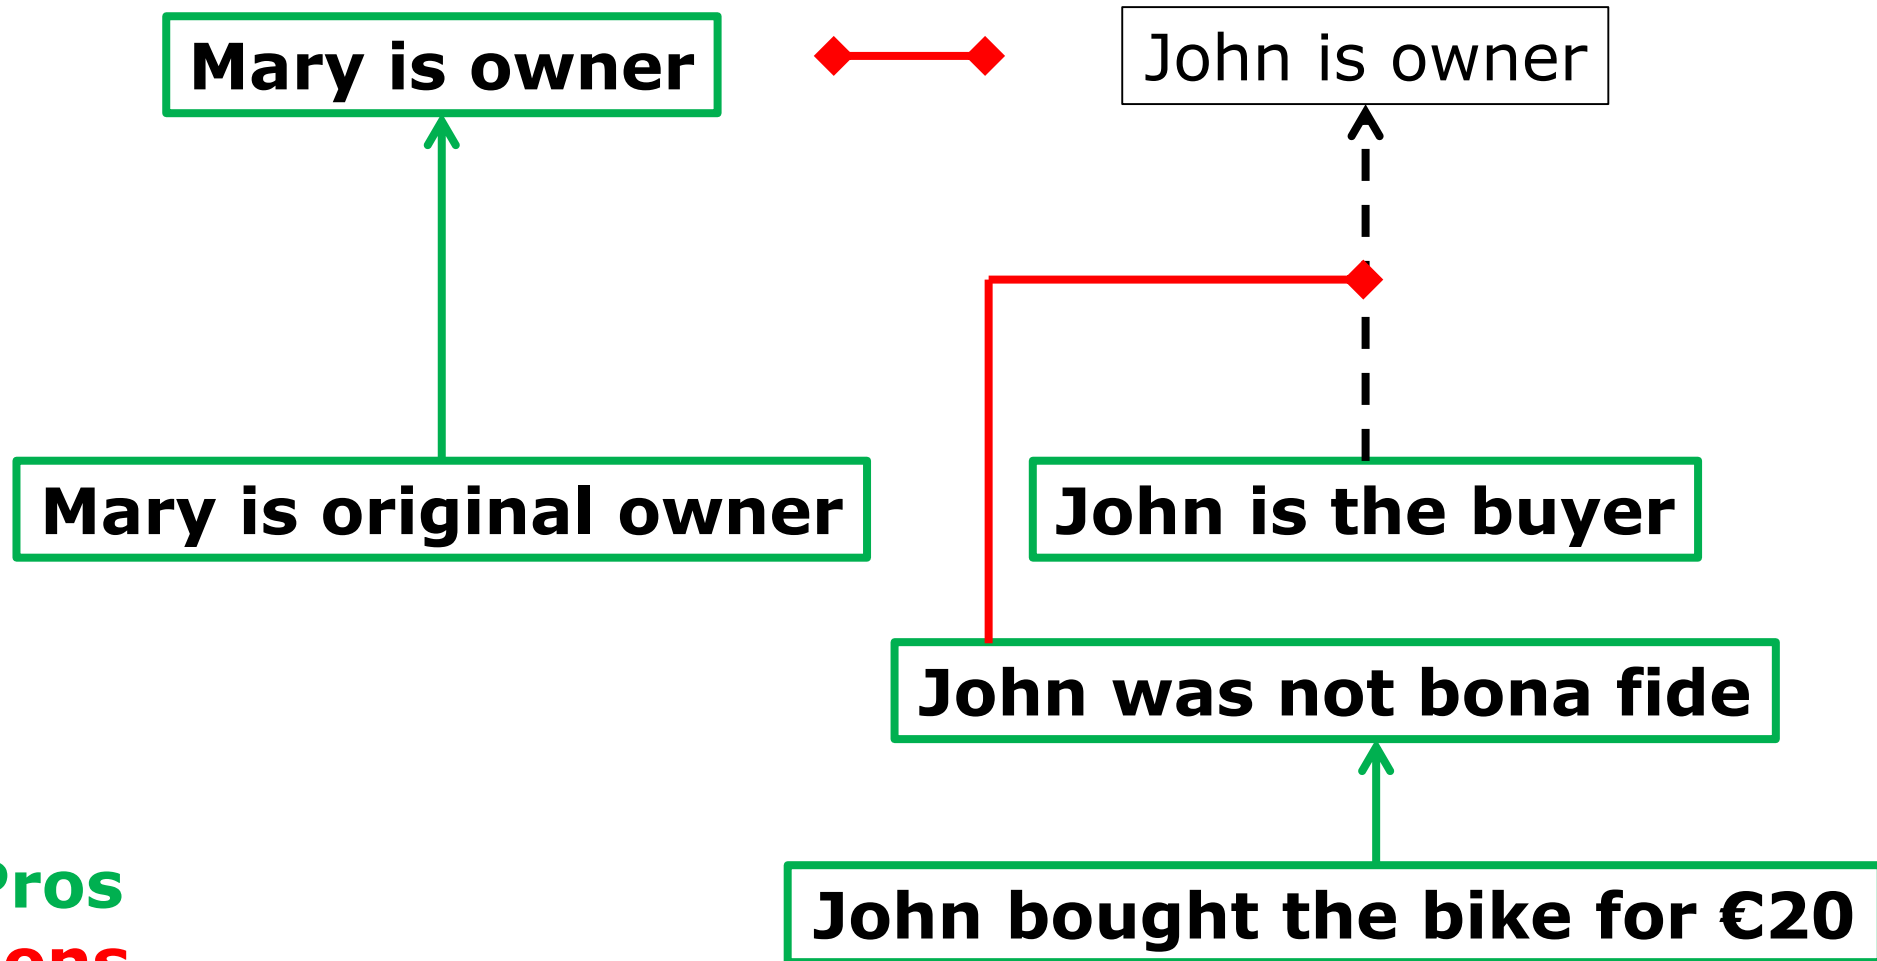 Mary is owner
John is owner
Mary is original owner
John is the buyer
John was not bona fide
John bought the bike for €20
Pros